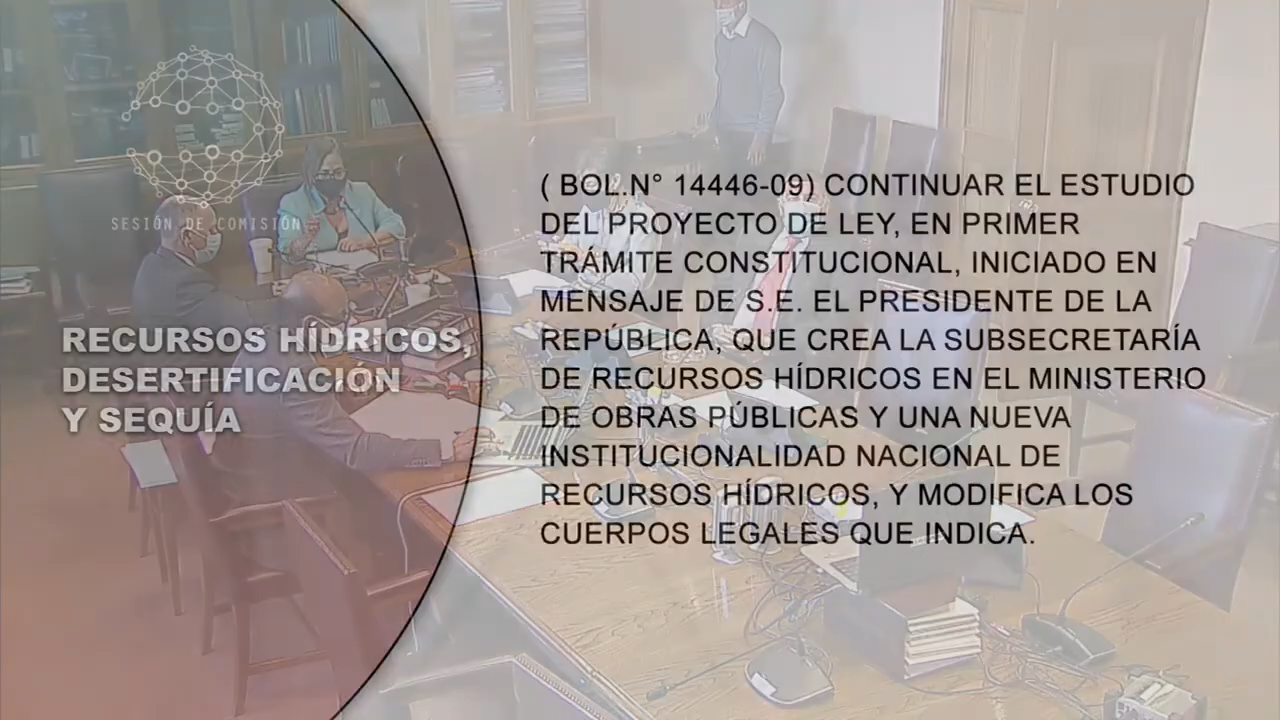 SESIÓN DE COMISIÓN
RECURSOS HÍDRICOS,
DESERTIFICACIÓN
Y SEQUÍA
( BOL.N° 14446-09) CONTINUAR EL ESTUDIO
DEL PROYECTO DE LEY, EN PRIMER
TRÁMITE CONSTITUCIONAL, INICIADO EN
MENSAJE DE S.E. EL PRESIDENTE DE LA
REPÚBLICA, QUE CREA LA SUBSECRETARÍA
DE RECURSOS HÍDRICOS EN EL MINISTERIO
DE OBRAS PÚBLICAS Y UNA NUEVA
INSTITUCIONALIDAD NACIONAL DE
RECURSOS HÍDRICOS, Y MODIFICA LOS
CUERPOS LEGALES QUE INDICA.